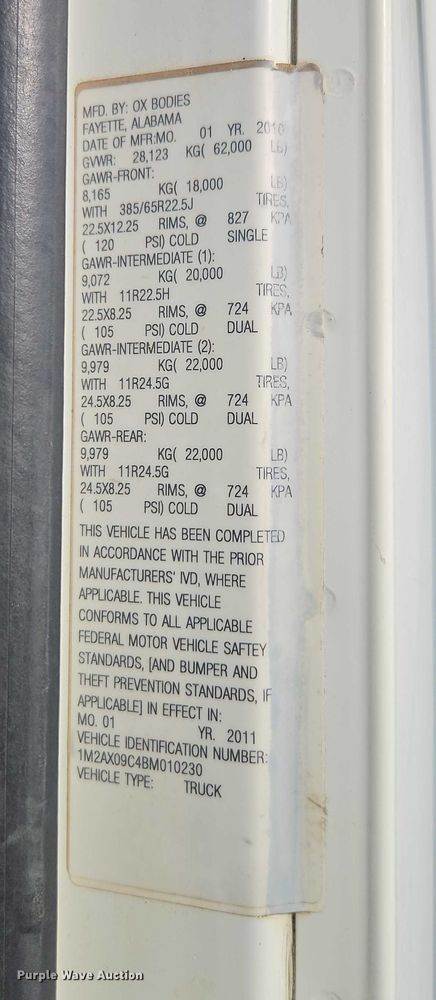 MFD. BY: OX BODIES
FAYETTE, ALABAMA
DATE OF MFR:MO. 01 YR. 2010
GVWR: 28,123 KG( 62,000 LB)
GAWR-FRONT:
8,165 KG( 18,000 LB)
WITH 385/65R22.5J TIRES,
22.5X12.25 RIMS, @ 827 KPA
( 120 PSI) COLD SINGLE
GAWR-INTERMEDIATE (1):
9,072 KG( 20,000 LB)
WITH 11R22.5H TIRES,
22.5X8.25 RIMS, @ 724 KPA
( 105 PSI) COLD DUAL
GAWR-INTERMEDIATE (2):
9,979 KG( 22,000 LB)
WITH 11R24.5G TIRES,
24.5X8.25 RIMS, @ 724 KPA
( 105 PSI) COLD DUAL
GAWR-REAR:
9,979 KG( 22,000 LB)
WITH 11R24.5G TIRES,
24.5X8.25 RIMS, @ 724 KPA
( 105 PSI) COLD DUAL
THIS VEHICLE HAS BEEN COMPLETED
IN ACCORDANCE WITH THE PRIOR
MANUFACTURERS' IVD, WHERE
APPLICABLE. THIS VEHICLE
CONFORMS TO ALL APPLICABLE
FEDERAL MOTOR VEHICLE SAFTEY
STANDARDS, [AND BUMPER AND
THEFT PREVENTION STANDARDS, IF
APPLICABLE] IN EFFECT IN:
MO. 01 YR. 2011
VEHICLE IDENTIFICATION NUMBER:
1M2AX09C4BM010230
VEHICLE TYPE: TRUCK
Purple Wave Auction